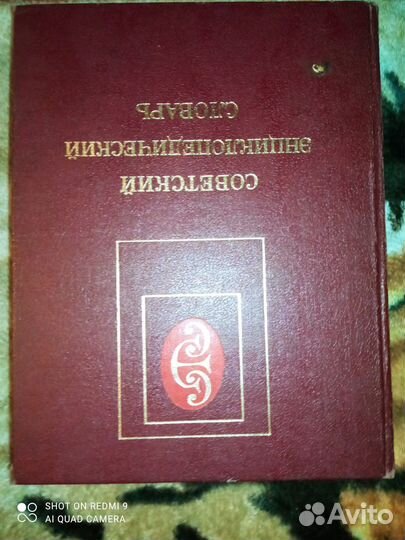 СОВЕТСКИЙ
ЭНЦИКЛОПЕДИЧЕСКИЙ
СЛОВАРЬ
SHOT ON REDMI 9
AI QUAD CAMERA
Avito